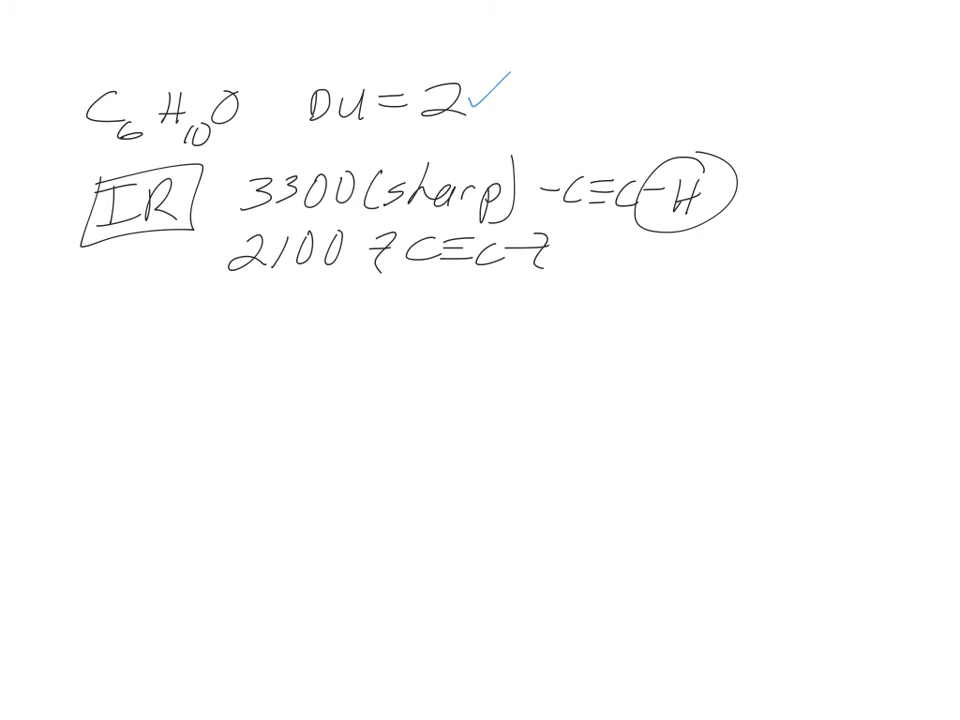 C6H10O DU = 2✓
IR 3300 (sharp) -C≡C-H
2100 ⌇C≡C-⌇